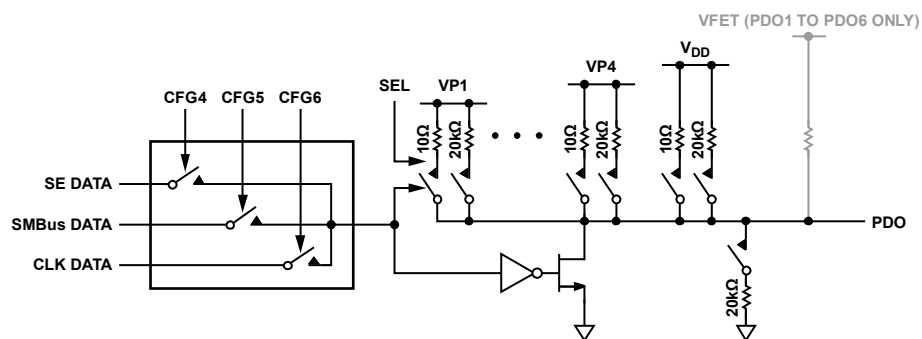 VFET (PDO1 TO PDO6 ONLY)
V_DD
VP4
VP1
SEL
CFG4 CFG5 CFG6
10Ω 20kΩ 10Ω 20kΩ 10Ω 20kΩ
SE DATA
SMBus DATA
PDO
CLK DATA
20kΩ